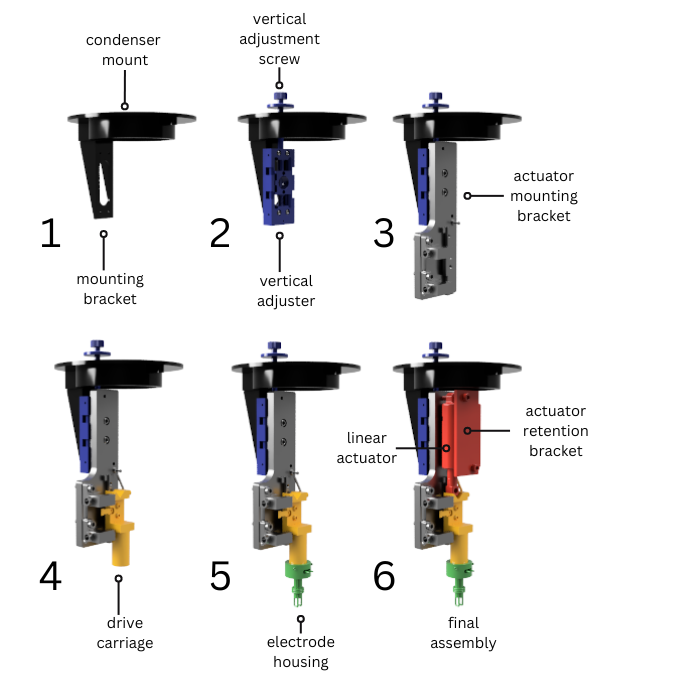 condenser
mount
vertical
adjustment
screw
1
2
3
mounting
bracket
vertical
adjuster
actuator
mounting
bracket
4
5
6
drive
carriage
electrode
housing
linear
actuator
actuator
retention
bracket
final
assembly